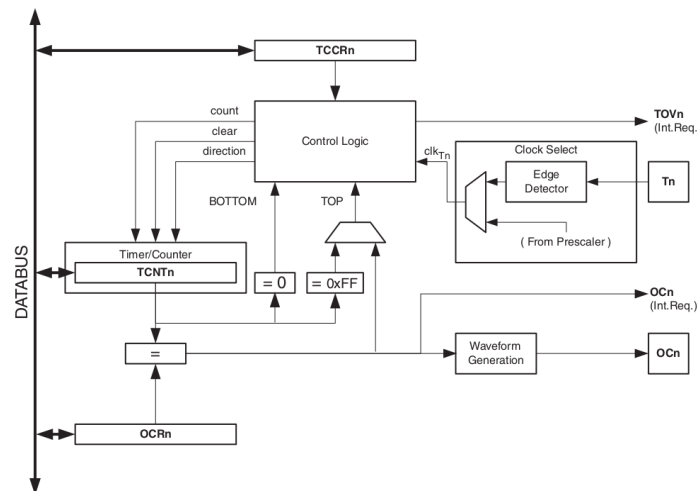 TCCRn
count
clear
direction
Control Logic
TOVn
(Int.Req.)
clkTn
Clock Select
Edge
Detector
Tn
( From Prescaler )
BOTTOM
TOP
Timer/Counter
TCNTn
= 0
= 0xFF
OCn
(Int.Req.)
=
Waveform
Generation
OCn
OCRn
DATABUS